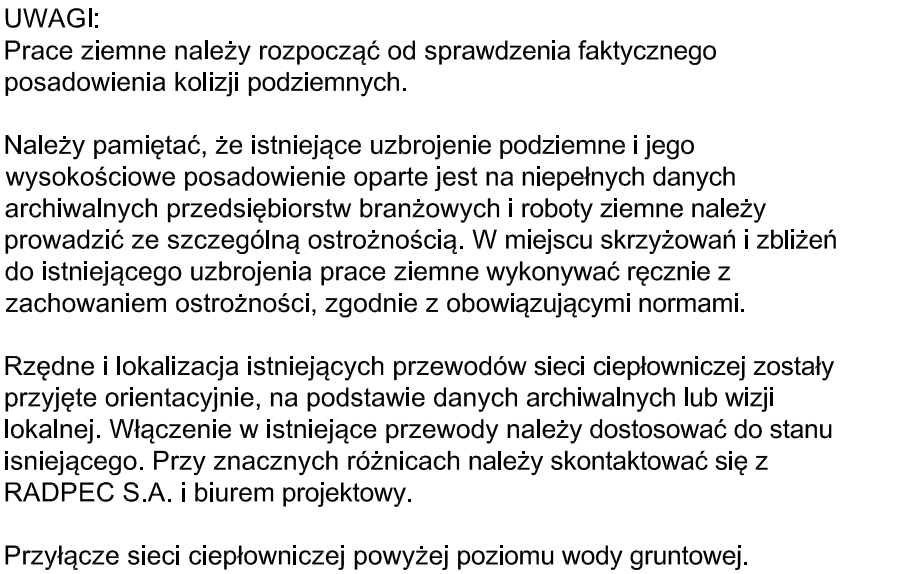 UWAGI:
Prace ziemne należy rozpocząć od sprawdzenia faktycznego
posadowienia kolizji podziemnych.
Należy pamiętać, że istniejące uzbrojenie podziemne i jego
wysokościowe posadowienie oparte jest na niepełnych danych
archiwalnych przedsiębiorstw branżowych i roboty ziemne należy
prowadzić ze szczególną ostrożnością. W miejscu skrzyżowań i zbliżeń
do istniejącego uzbrojenia prace ziemne wykonywać ręcznie z
zachowaniem ostrożności, zgodnie z obowiązującymi normami.
Rzędne i lokalizacja istniejących przewodów sieci ciepłowniczej zostały
przyjęte orientacyjnie, na podstawie danych archiwalnych lub wizji
lokalnej. Włączenie w istniejące przewody należy dostosować do stanu
isniejącego. Przy znacznych różnicach należy skontaktować się z
RADPEC S.A. i biurem projektowy.
Przyłącze sieci ciepłowniczej powyżej poziomu wody gruntowej.